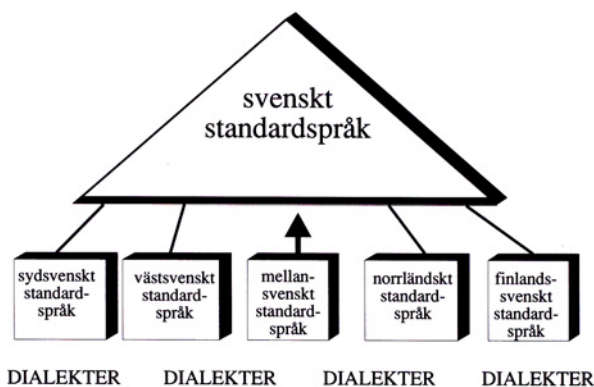 svenskt
standardspråk
sydsvenskt
standard-
språk
västsvenskt
standard-
språk
mellan-
svenskt
standard-
språk
norrländskt
standard-
språk
finlands-
svenskt
standard-
språk
DIALEKTER DIALEKTER DIALEKTER DIALEKTER